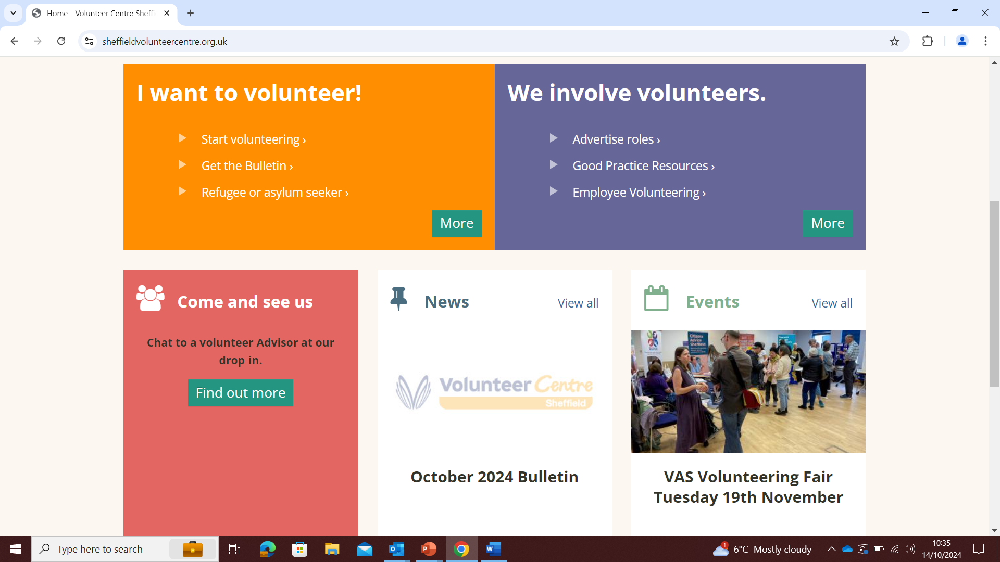 Home - Volunteer Centre Sheffi
sheffieldvolunteercentre.org.uk
I want to volunteer!
Start volunteering ›
Get the Bulletin ›
Refugee or asylum seeker ›
More
We involve volunteers.
Advertise roles ›
Good Practice Resources ›
Employee Volunteering ›
More
Come and see us
Chat to a volunteer Advisor at our
drop-in.
Find out more
News
View all
Volunteer Centre
Sheffield
October 2024 Bulletin
Events
View all
Citizens
Advice
Sheffield
VAS Volunteering Fair
Tuesday 19th November
Type here to search
1
6°C Mostly cloudy
10:35
14/10/2024